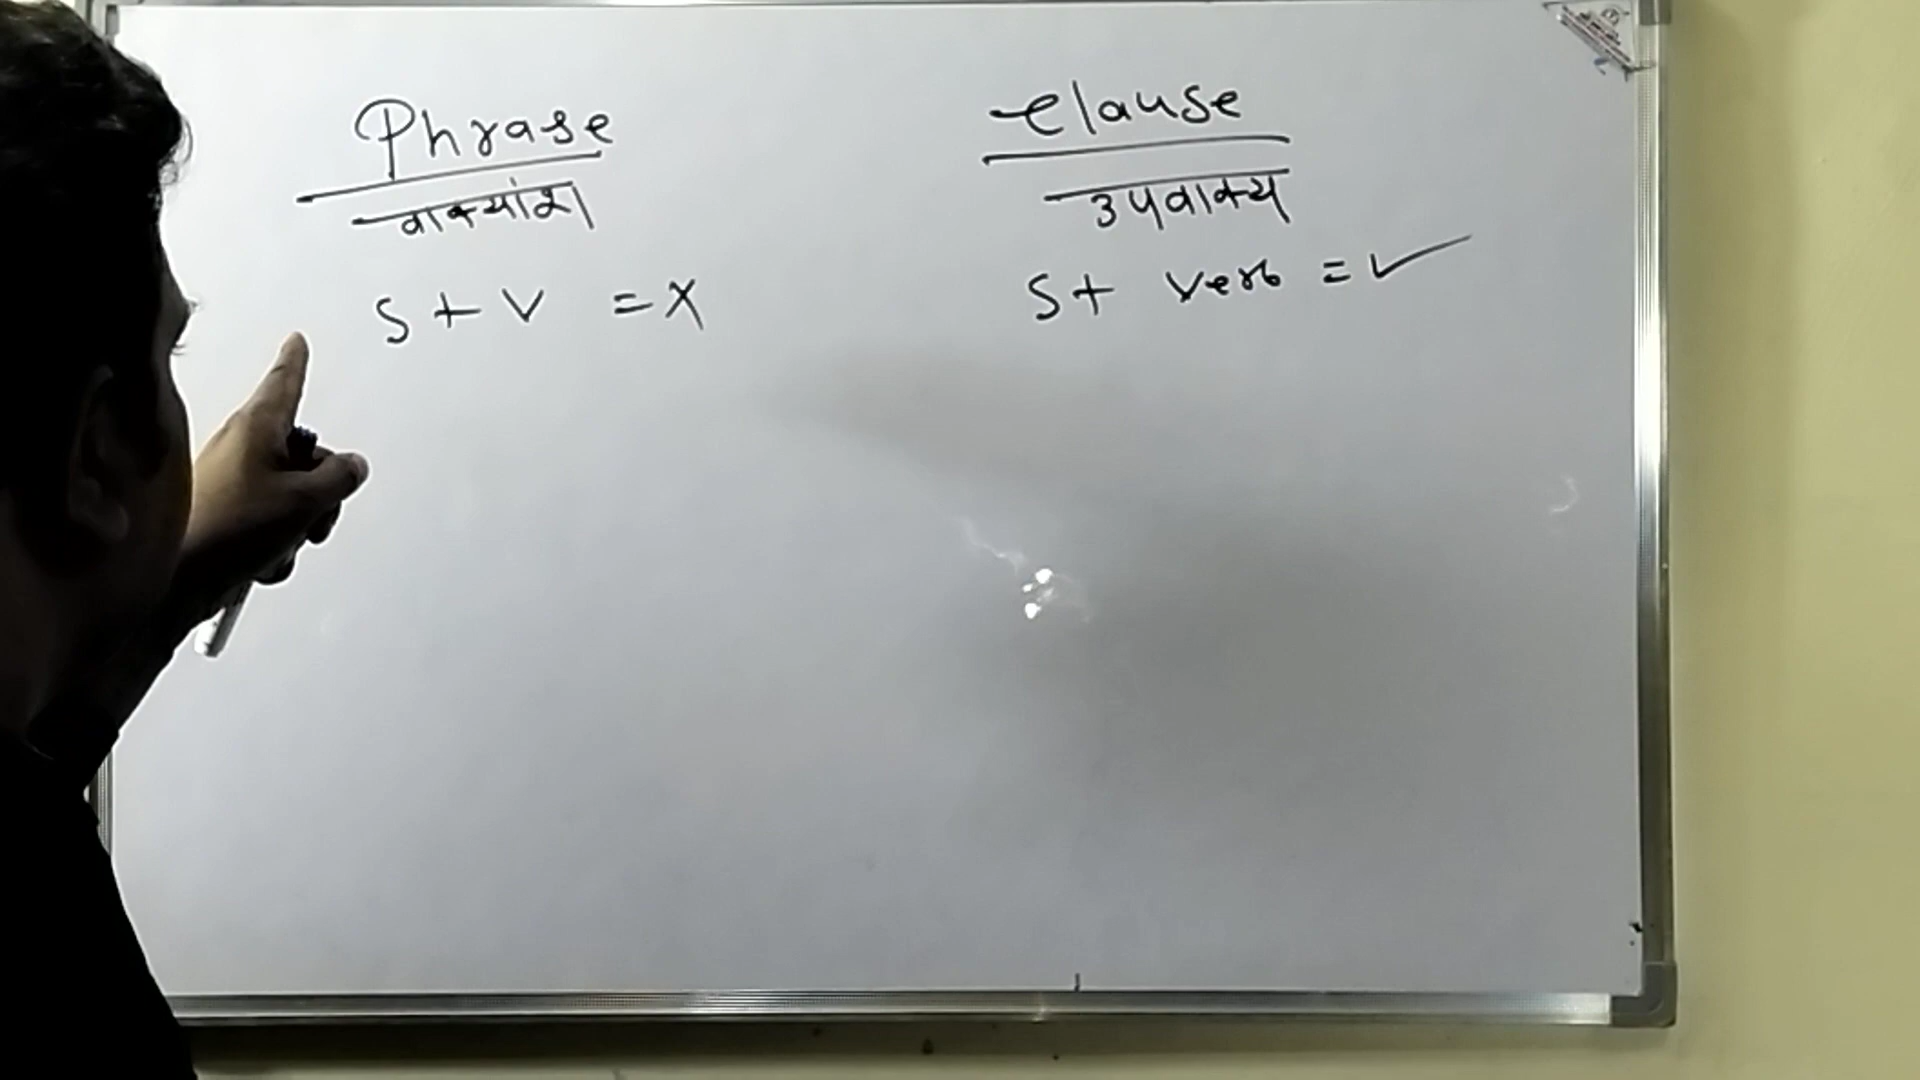 Phrase
वाक्यांश
S + V = X
Clause
उपवाक्य
S + Verb = ✓